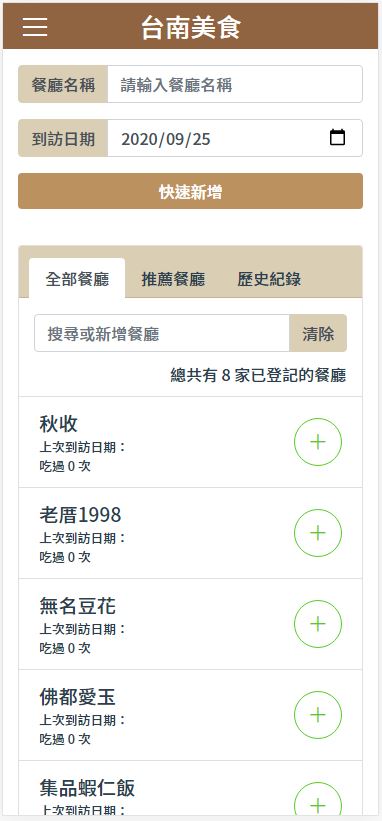 台南美食
餐廳名稱 請輸入餐廳名稱
到訪日期 2020/09/25
快速新增
全部餐廳 推薦餐廳 歷史紀錄
搜尋或新增餐廳 清除
總共有 8 家已登記的餐廳
秋收
上次到訪日期：
吃過 0 次
老厝1998
上次到訪日期：
吃過 0 次
無名豆花
上次到訪日期：
吃過 0 次
佛都愛玉
上次到訪日期：
吃過 0 次
集品蝦仁飯
上次到訪日期：